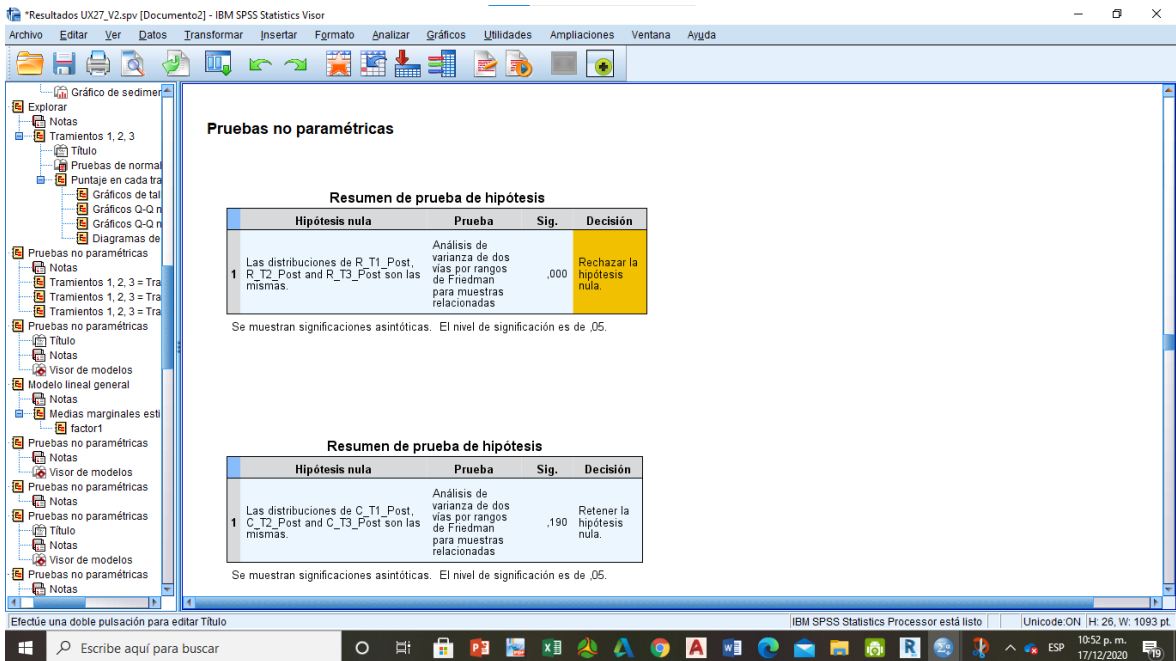 *Resultados UX27_V2.spv [Documento2] - IBM SPSS Statistics Visor
Archivo Editar Ver Datos Transformar Insertar Formato Analizar Gráficos Utilidades Ampliaciones Ventana Ayuda
Gráfico de sedimer
Explorar
Notas
Tramientos 1, 2, 3
Título
Pruebas de normal
Puntaje en cada tra
Gráficos de tal
Gráficos Q-Q n
Gráficos Q-Q n
Diagramas de
Pruebas no paramétricas
Notas
Tramientos 1, 2, 3 = Tra
Tramientos 1, 2, 3 = Tra
Tramientos 1, 2, 3 = Tra
Pruebas no paramétricas
Título
Notas
Visor de modelos
Modelo lineal general
Notas
Medias marginales esti
factor1
Pruebas no paramétricas
Notas
Visor de modelos
Pruebas no paramétricas
Notas
Pruebas no paramétricas
Título
Notas
Visor de modelos
Pruebas no paramétricas
Notas
Pruebas no paramétricas
Resumen de prueba de hipótesis
Hipótesis nula Prueba Sig. Decisión
1
Las distribuciones de R_T1_Post,
R_T2_Post and R_T3_Post son las
mismas.
Análisis de
varianza de dos
vías por rangos
de Friedman
para muestras
relacionadas
,000
Rechazar la
hipótesis
nula.
Se muestran significaciones asintóticas. El nivel de significación es de ,05.
Resumen de prueba de hipótesis
Hipótesis nula Prueba Sig. Decisión
1
Las distribuciones de C_T1_Post,
C_T2_Post and C_T3_Post son las
mismas.
Análisis de
varianza de dos
vías por rangos
de Friedman
para muestras
relacionadas
,190
Retener la
hipótesis
nula.
Se muestran significaciones asintóticas. El nivel de significación es de ,05.
Efectúe una doble pulsación para editar Título
IBM SPSS Statistics Processor está listo
Unicode:ON H: 26, W: 1093 pt.
Escribe aquí para buscar
ESP
10:52 p. m.
17/12/2020
19